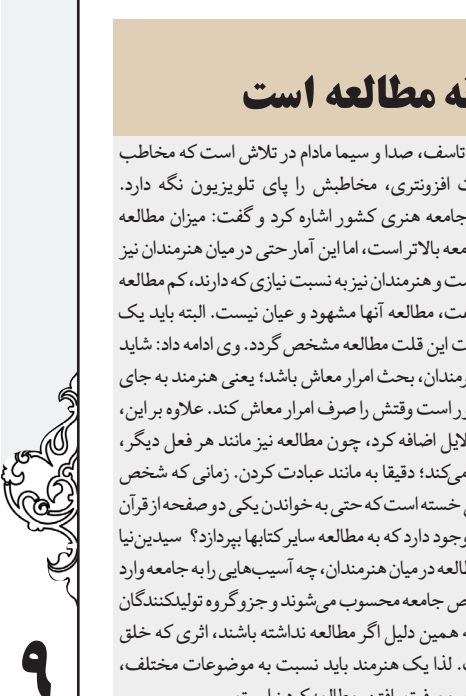 مطالعه است
تاسف، صدا و سیما مادام در تلاش است که مخاطب
افزونتری، مخاطبش را پای تلویزیون نگه دارد.
جامعه هنری کشور اشاره کرد و گفت: میزان مطالعه
بالاتر است، اما این آمار حتی در میان هنرمندان نیز
و هنرمندان نیز به نسبت نیازی که دارند، کم مطالعه
مطالعه آنها مشهود و عیان نیست. البته باید یک
این قلت مطالعه مشخص گردد. وی ادامه داد: شاید
بحث امرار معاش باشد؛ یعنی هنرمند به جای
است وقتش را صرف امرار معاش کند. علاوه بر این،
اضافه کرد، چون مطالعه نیز مانند هر فعل دیگر،
می‌کند؛ دقیقا به مانند عبادت کردن. زمانی که شخص
خسته است که حتی به خواندن یکی دو صفحه از قرآن
وجود دارد که به مطالعه سایر کتابها بپردازد؟ سیدین‌نیا
در میان هنرمندان، چه آسیب‌هایی را به جامعه وارد
جامعه محسوب می‌شوند و جزو گروه تولیدکنندگان
همین دلیل اگر مطالعه نداشته باشند، اثری که خلق
لذا یک هنرمند باید نسبت به موضوعات مختلف،
۹